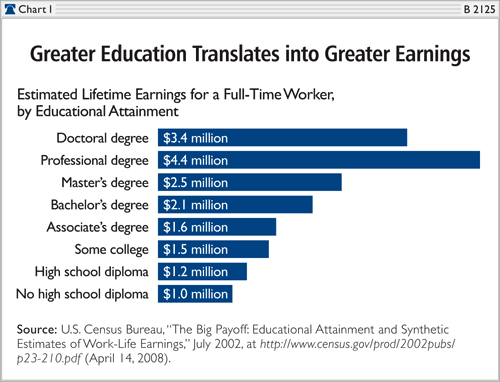 Chart 1 B 2125
Greater Education Translates into Greater Earnings
Estimated Lifetime Earnings for a Full-Time Worker,
by Educational Attainment
Doctoral degree $3.4 million
Professional degree $4.4 million
Master's degree $2.5 million
Bachelor's degree $2.1 million
Associate's degree $1.6 million
Some college $1.5 million
High school diploma $1.2 million
No high school diploma $1.0 million
Source: U.S. Census Bureau, “The Big Payoff: Educational Attainment and Synthetic
Estimates of Work-Life Earnings,” July 2002, at http://www.census.gov/prod/2002pubs/
p23-210.pdf (April 14, 2008).